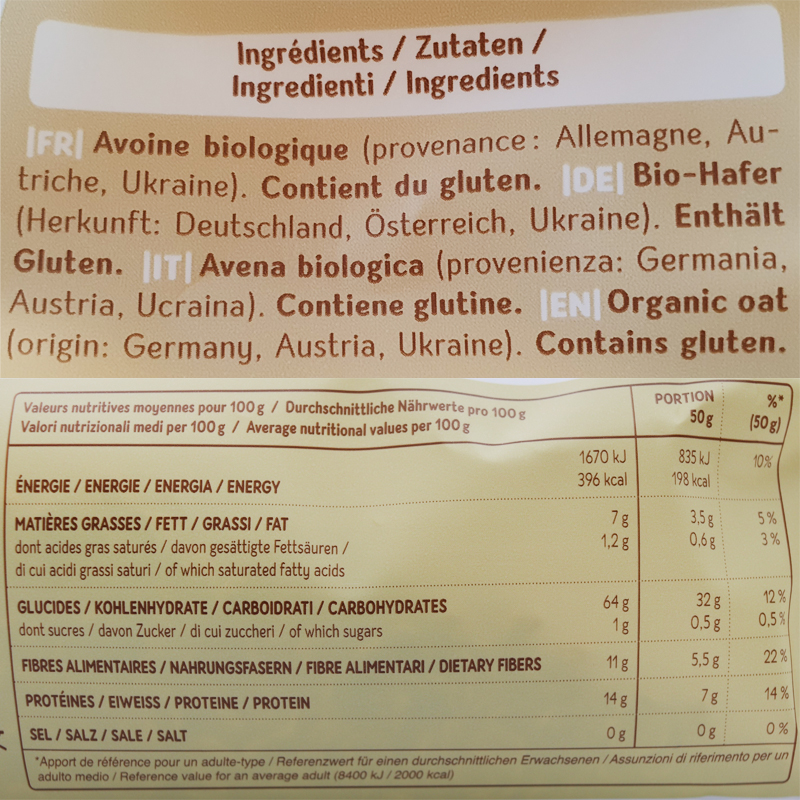 Ingrédients / Zutaten /
Ingredienti / Ingredients
|FR| Avoine biologique (provenance : Allemagne, Au-
triche, Ukraine). Contient du gluten. |DE| Bio-Hafer
(Herkunft: Deutschland, Österreich, Ukraine). Enthält
Gluten. |IT| Avena biologica (provenienza: Germania,
Austria, Ucraina). Contiene glutine. |EN| Organic oat
(origin: Germany, Austria, Ukraine). Contains gluten.
Valeurs nutritives moyennes pour 100 g / Durchschnittliche Nährwerte pro 100 g PORTION %*
Valori nutrizionali medi per 100 g / Average nutritional values per 100 g 50 g (50 g)
1670 kJ 835 kJ 10%
ÉNERGIE / ENERGIE / ENERGIA / ENERGY 396 kcal 198 kcal
MATIÈRES GRASSES / FETT / GRASSI / FAT 7 g 3,5 g 5 %
dont acides gras saturés / davon gesättigte Fettsäuren / 1,2 g 0,6 g 3 %
di cui acidi grassi saturi / of which saturated fatty acids
GLUCIDES / KOHLENHYDRATE / CARBOIDRATI / CARBOHYDRATES 64 g 32 g 12 %
dont sucres / davon Zucker / di cui zuccheri / of which sugars 1 g 0,5 g 0,5 %
FIBRES ALIMENTAIRES / NAHRUNGSFASERN / FIBRE ALIMENTARI / DIETARY FIBERS 11 g 5,5 g 22 %
PROTÉINES / EIWEISS / PROTEINE / PROTEIN 14 g 7 g 14 %
SEL / SALZ / SALE / SALT 0 g 0 g 0 %
*Apport de référence pour un adulte-type / Referenzwert für einen durchschnittlichen Erwachsenen / Assunzioni di riferimento per un
adulto medio / Reference value for an average adult (8400 kJ / 2000 kcal)